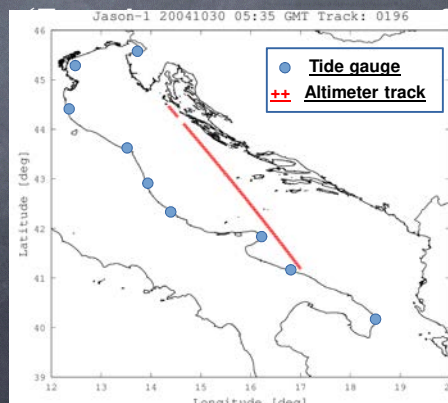 Jason-1 20041030 05:35 GMT Track: 0196
46
45
44
43
42
41
40
39
Latitude [deg]
Tide gauge
++ Altimeter track
12 13 14 15 16 17 18 19
Longitude [deg]